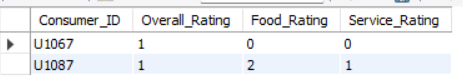 Consumer_ID Overall_Rating Food_Rating Service_Rating
U1067 1 0 0
U1087 1 2 1